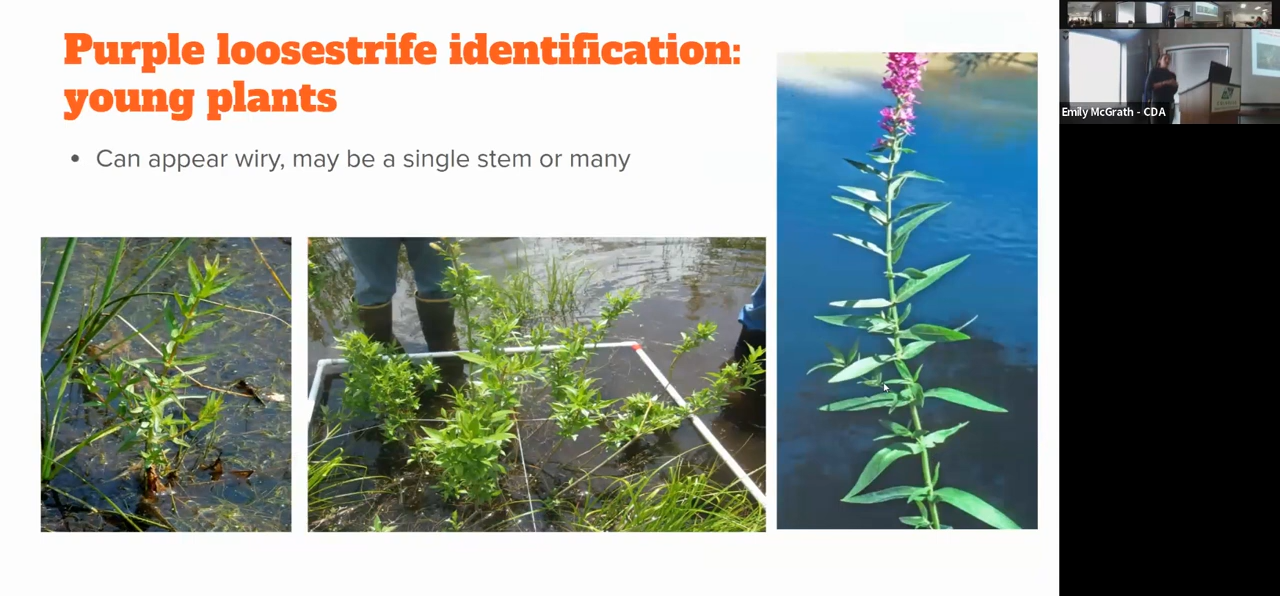 Purple loosestrife identification:
young plants
• Can appear wiry, may be a single stem or many
Emily McGrath - CDA